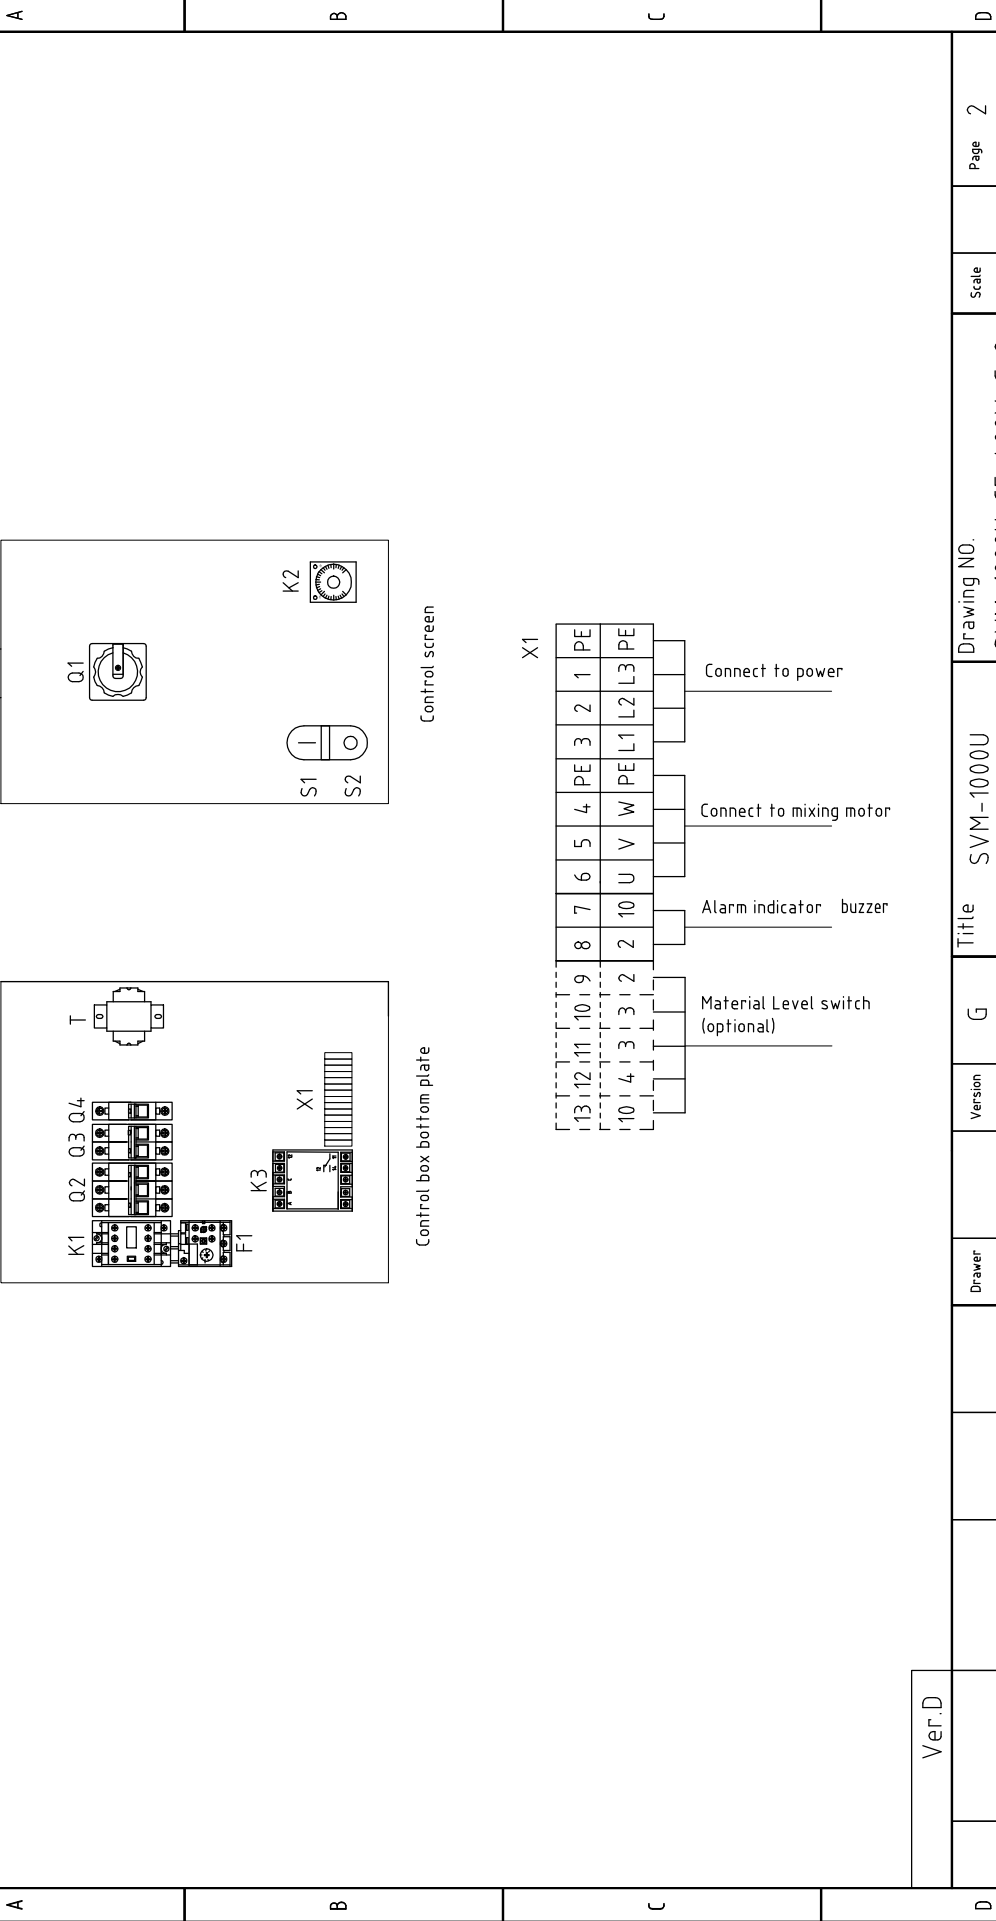 A
B
C
D
Page 2
Scale
Drawing NO.
Title SVM-1000U
Version G
Drawer
Q1
K2
S1
S2
Control screen
T
K1 Q2 Q3 Q4
F1
K3
X1
Control box bottom plate
X1
13 12 11 10 9 8 7 6 5 4 PE 3 2 1 PE
10 4 3 3 2 2 10 U V W PE L1 L2 L3 PE
Connect to power
Connect to mixing motor
Alarm indicator buzzer
Material Level switch
(optional)
Ver.D
A
B
C
D